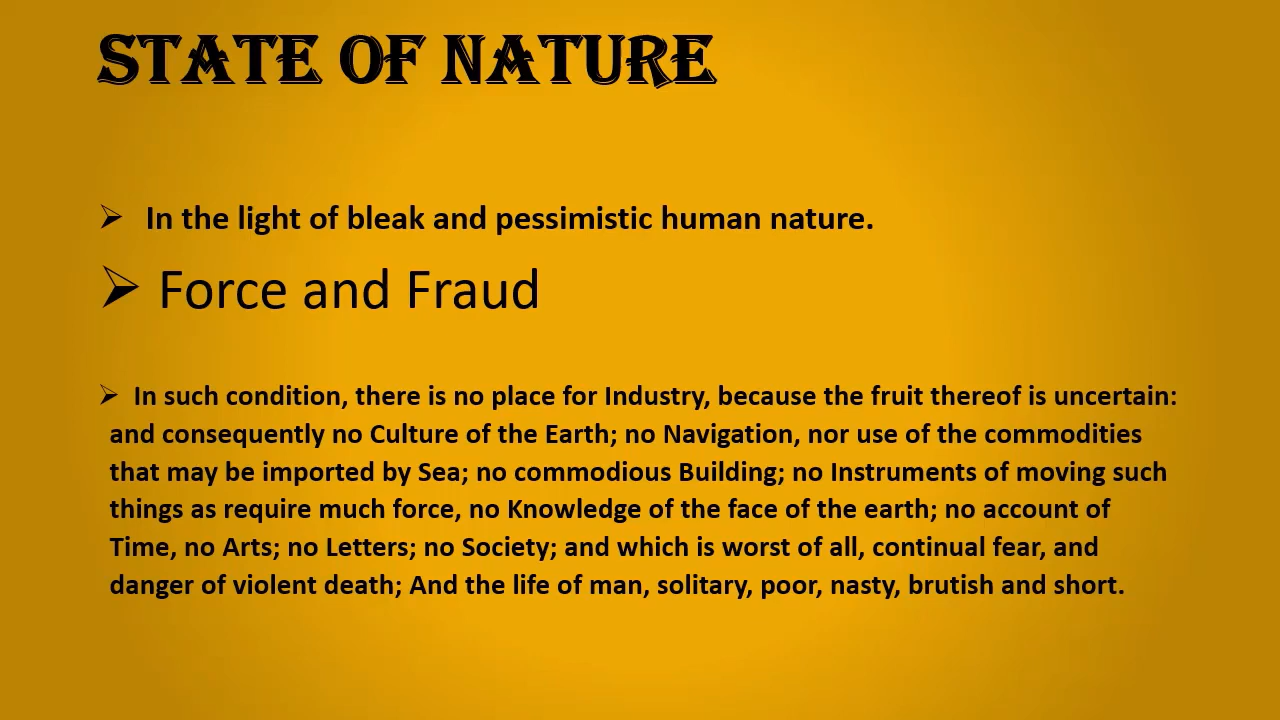 STATE OF NATURE
➢ In the light of bleak and pessimistic human nature.
➢ Force and Fraud
➢ In such condition, there is no place for Industry, because the fruit thereof is uncertain:
and consequently no Culture of the Earth; no Navigation, nor use of the commodities
that may be imported by Sea; no commodious Building; no Instruments of moving such
things as require much force, no Knowledge of the face of the earth; no account of
Time, no Arts; no Letters; no Society; and which is worst of all, continual fear, and
danger of violent death; And the life of man, solitary, poor, nasty, brutish and short.